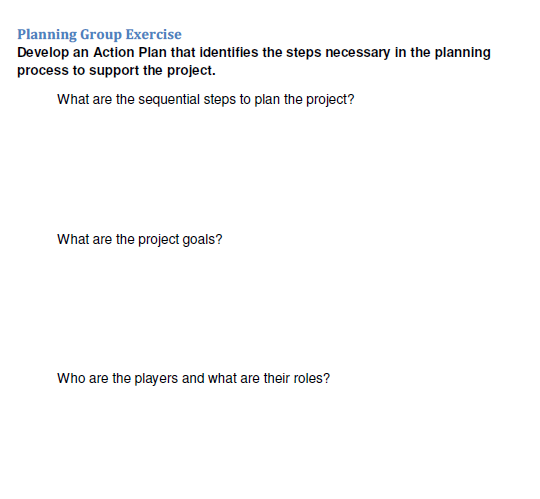 Planning Group Exercise
Develop an Action Plan that identifies the steps necessary in the planning
process to support the project.
What are the sequential steps to plan the project?
What are the project goals?
Who are the players and what are their roles?